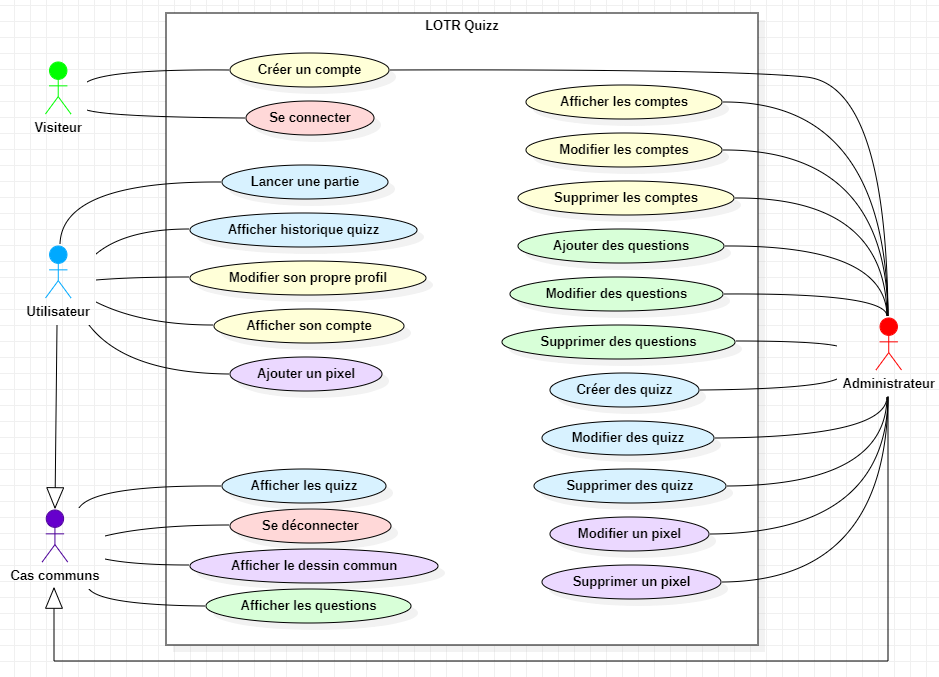 LOTR Quizz
Créer un compte
Se connecter
Visiteur
Lancer une partie
Afficher historique quizz
Modifier son propre profil
Afficher son compte
Ajouter un pixel
Utilisateur
Afficher les quizz
Se déconnecter
Afficher le dessin commun
Afficher les questions
Cas communs
Afficher les comptes
Modifier les comptes
Supprimer les comptes
Ajouter des questions
Modifier des questions
Supprimer des questions
Créer des quizz
Modifier des quizz
Supprimer des quizz
Modifier un pixel
Supprimer un pixel
Administrateur